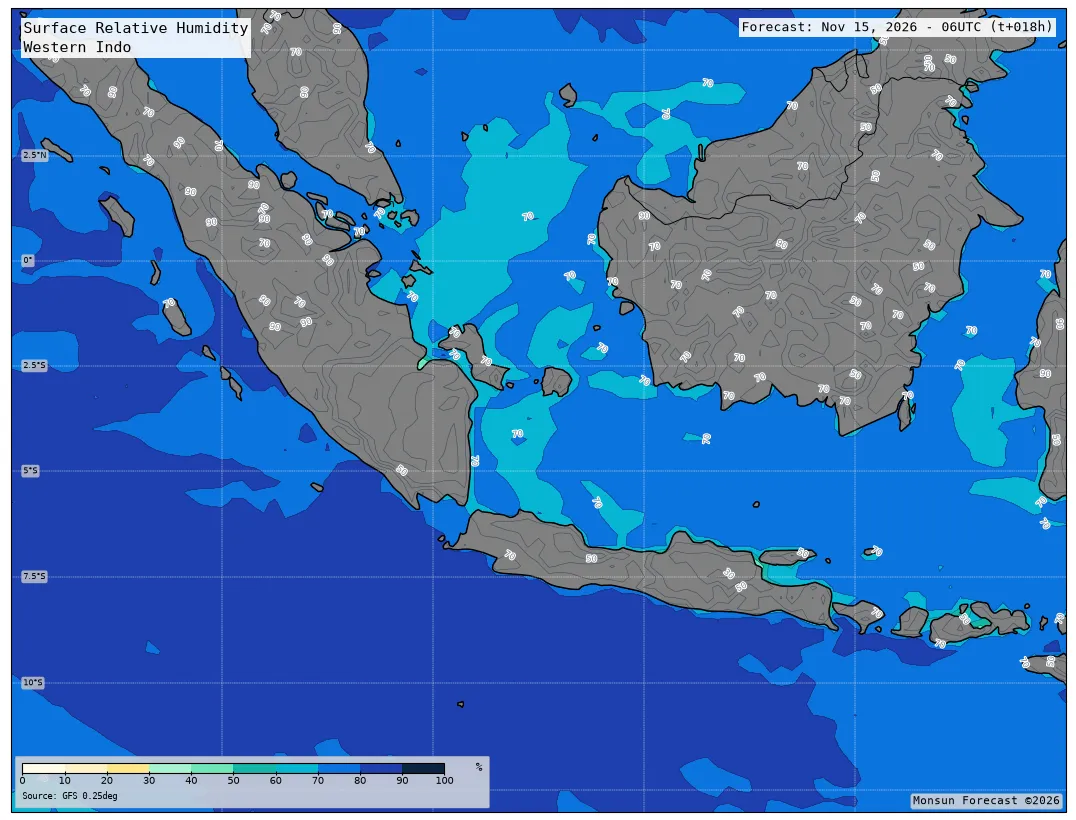 Surface Relative Humidity
Western Indo
Forecast: Nov 15, 2026 - 06UTC (t+018h)
2.5°N
0°
2.5°S
5°S
7.5°S
10°S
%
0 10 20 30 40 50 60 70 80 90 100
Source: GFS 0.25deg
Monsun Forecast ©2026